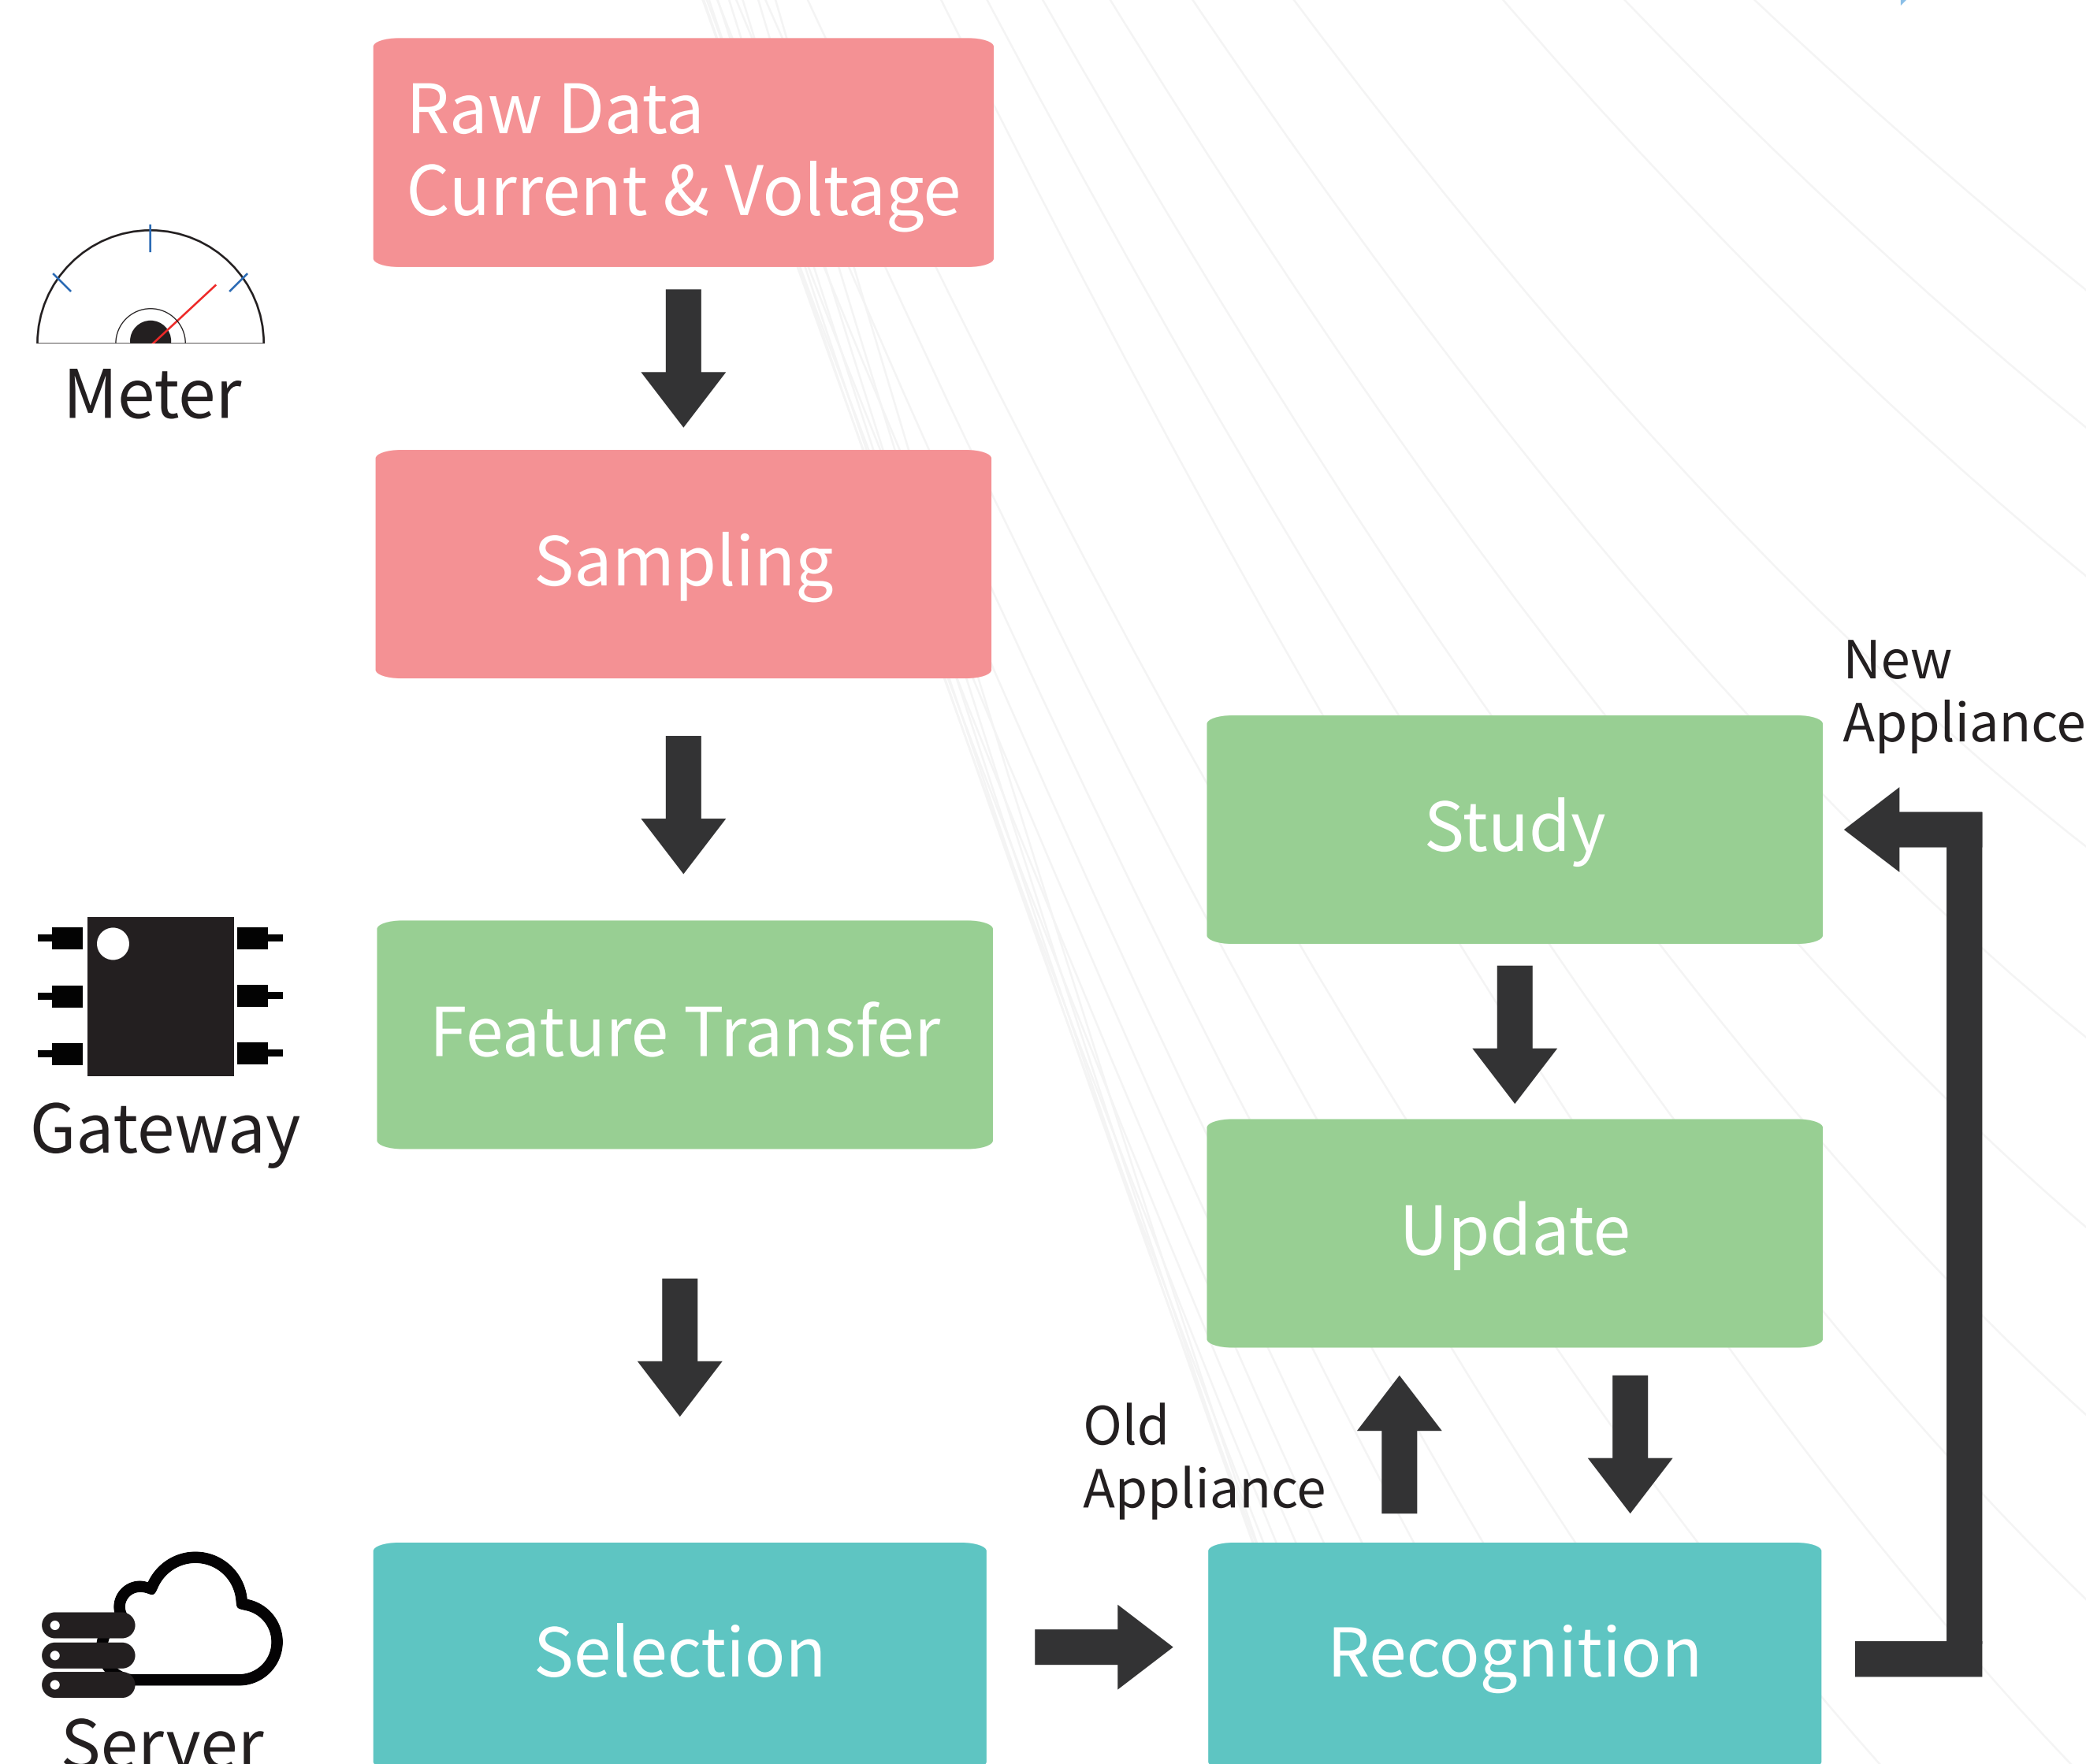 Raw Data
Current & Voltage
Meter
Sampling
New
Appliance
Study
Feature Transfer
Gateway
Update
Old
Appliance
Selection
Recognition
Server